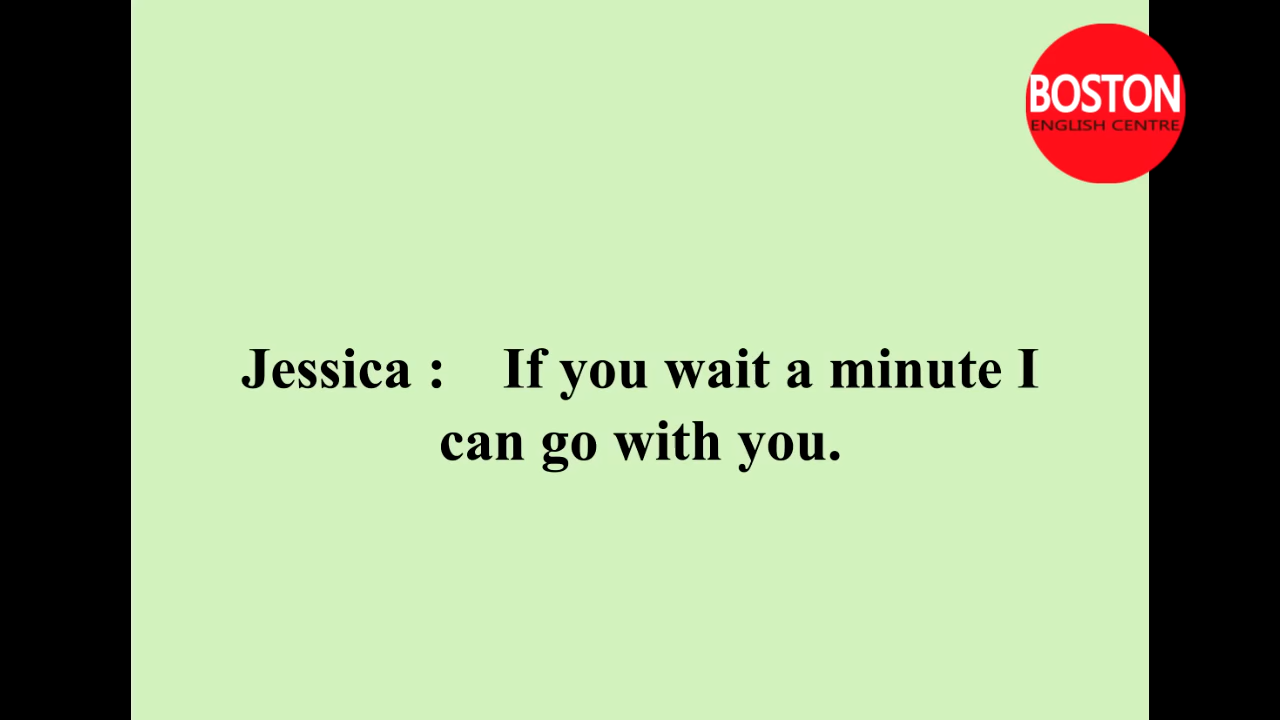 BOSTON
ENGLISH CENTRE
Jessica :    If you wait a minute I
can go with you.